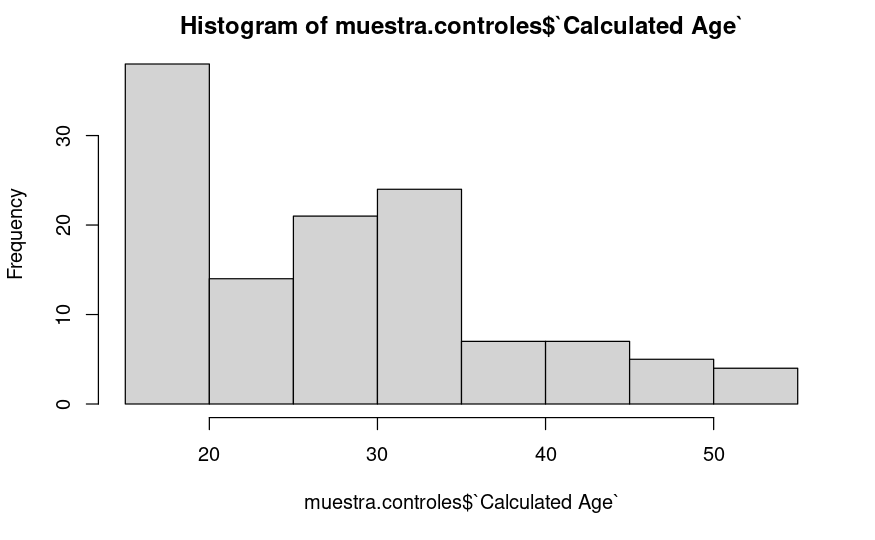 Histogram of muestra.controles$`Calculated Age`
Frequency
30
20
10
0
20 30 40 50
muestra.controles$`Calculated Age`